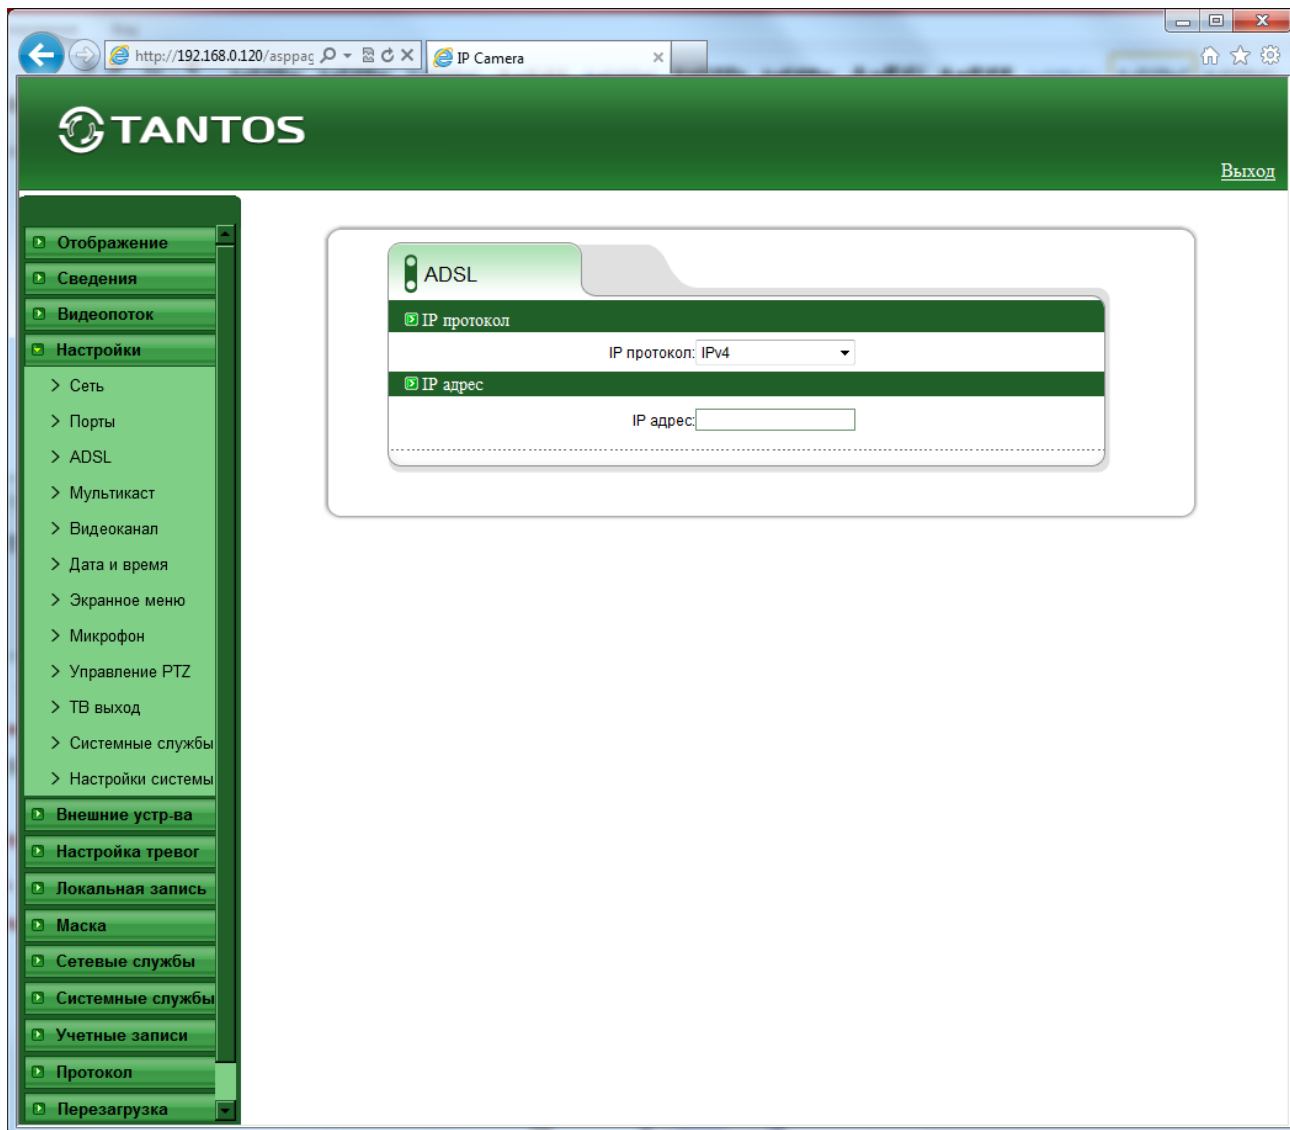 http://192.168.0.120/asppag
IP Camera
TANTOS
Выход
Отображение
Сведения
Видеопоток
Настройки
Сеть
Порты
ADSL
Мультикаст
Видеоканал
Дата и время
Экранное меню
Микрофон
Управление PTZ
ТВ выход
Системные службы
Настройки системы
Внешние устр-ва
Настройка тревог
Локальная запись
Маска
Сетевые службы
Системные службы
Учетные записи
Протокол
Перезагрузка
ADSL
IP протокол
IP протокол: IPv4
IP адрес
IP адрес: